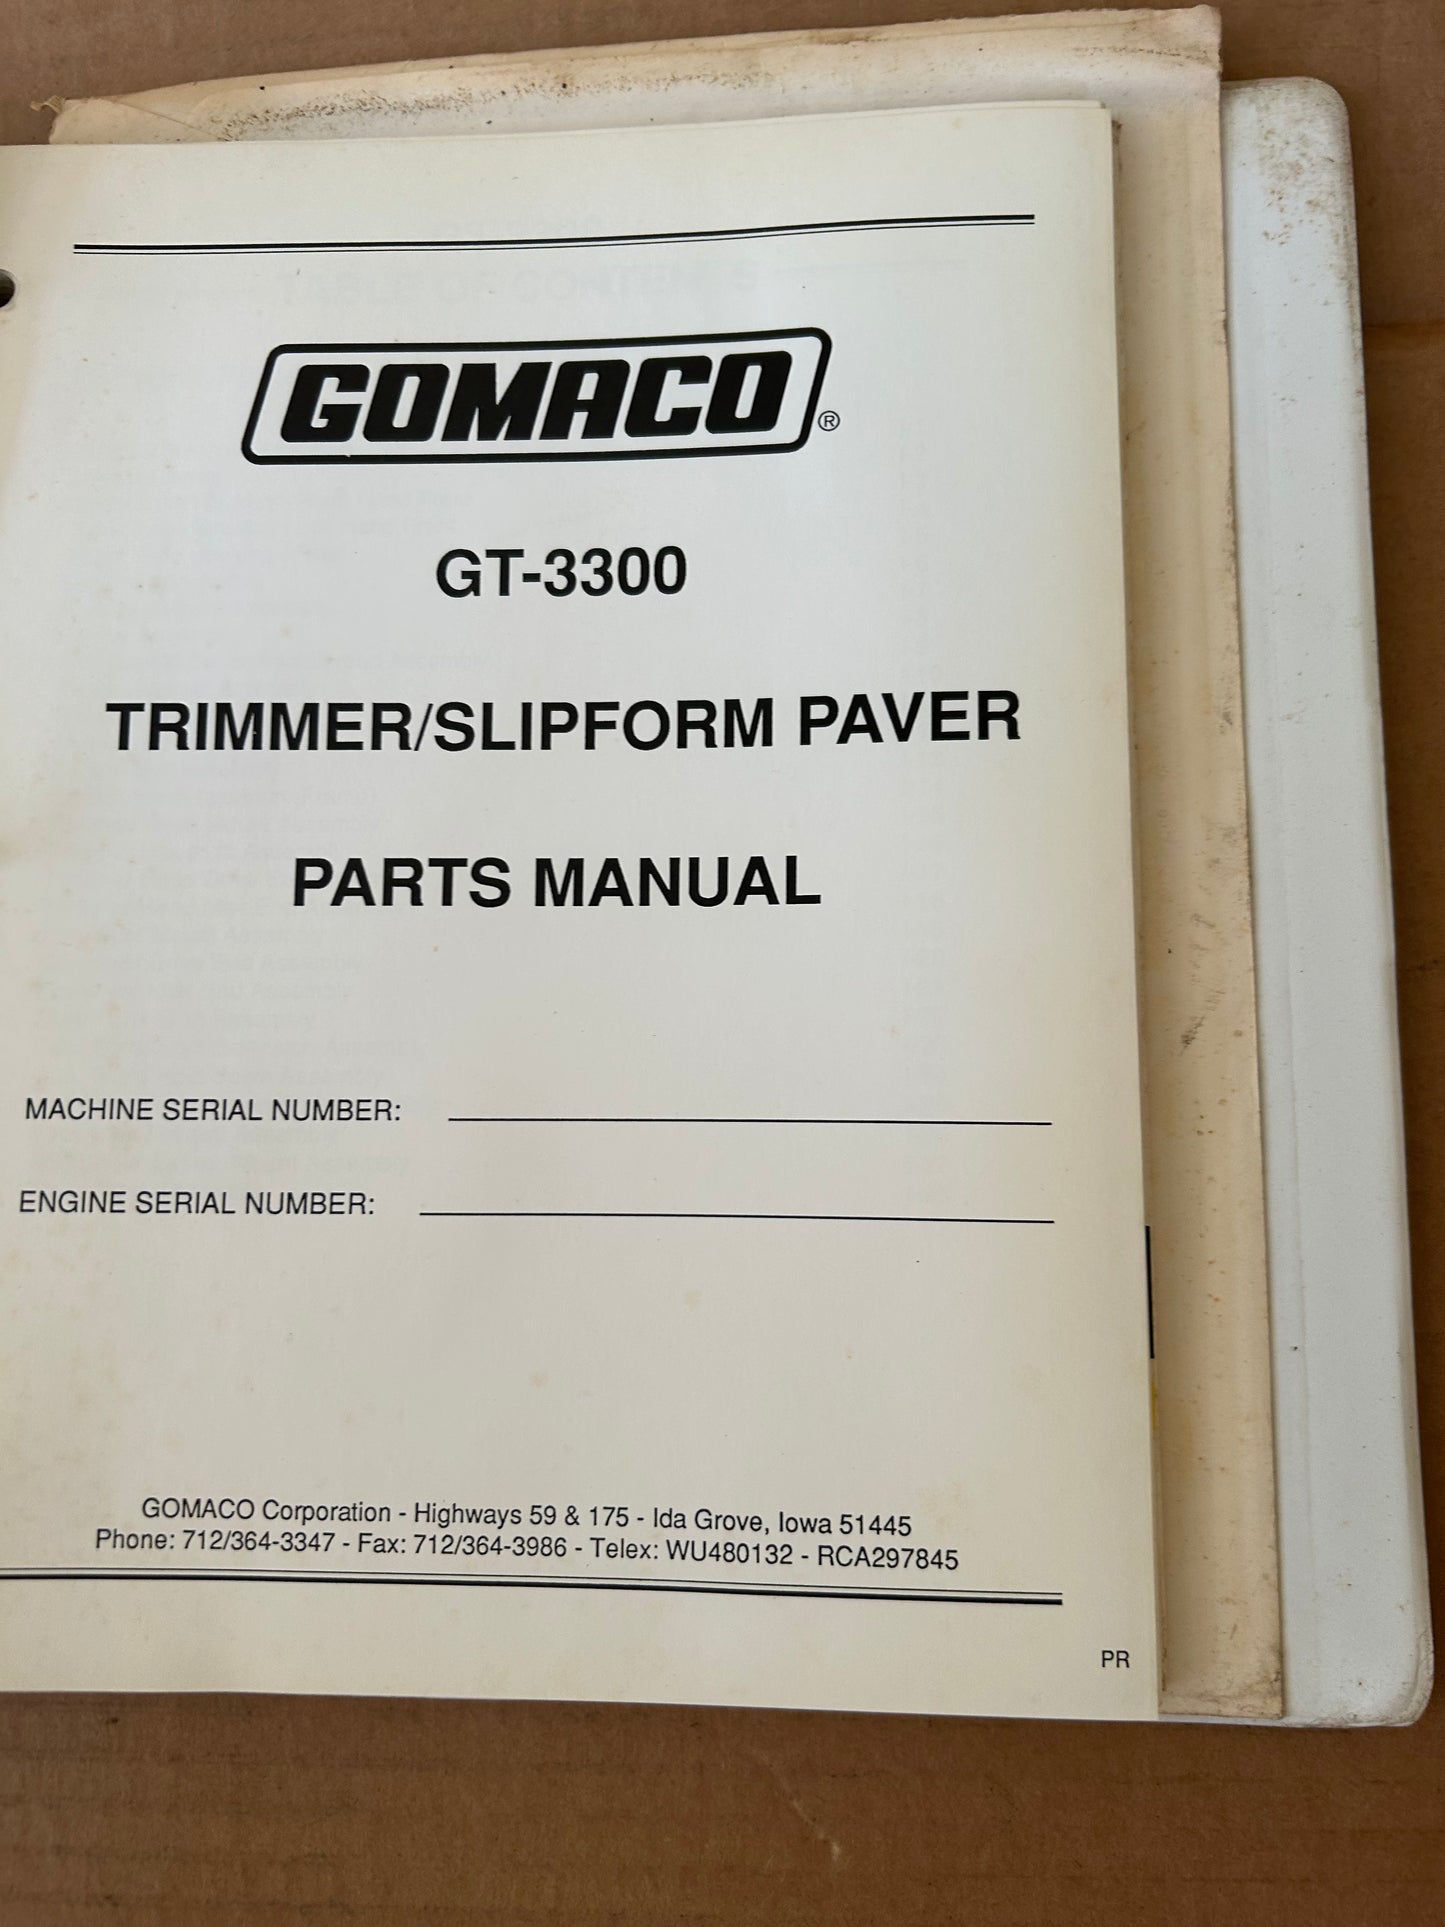 GOMACO®
GT-3300
TRIMMER/SLIPFORM PAVER
PARTS MANUAL
MACHINE SERIAL NUMBER:
ENGINE SERIAL NUMBER:
GOMACO Corporation - Highways 59 & 175 - Ida Grove, Iowa 51445
Phone: 712/364-3347 - Fax: 712/364-3986 - Telex: WU480132 - RCA297845
PR